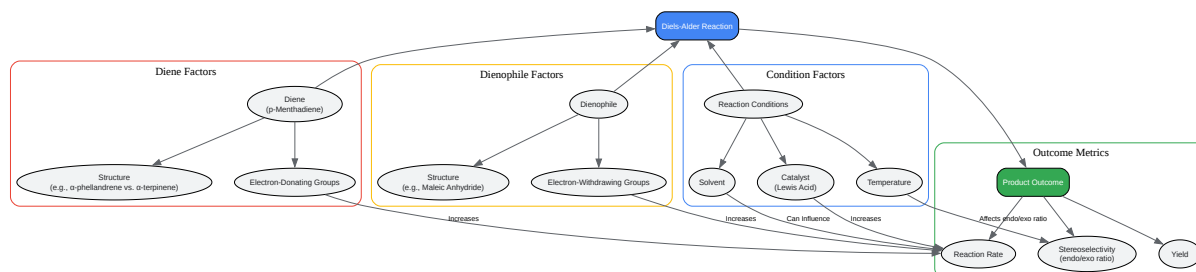 Diels-Alder Reaction
Diene Factors
Dienophile Factors
Condition Factors
Diene
(p-Menthadiene)
Dienophile
Reaction Conditions
Outcome Metrics
Structure
(e.g., α-phellandrene vs. α-terpinene)
Electron-Donating Groups
Structure
(e.g., Maleic Anhydride)
Electron-Withdrawing Groups
Solvent
Catalyst
(Lewis Acid)
Temperature
Product Outcome
Increases
Increases
Can Influence
Increases
Affects endo/exo ratio
Reaction Rate
Stereoselectivity
(endo/exo ratio)
Yield